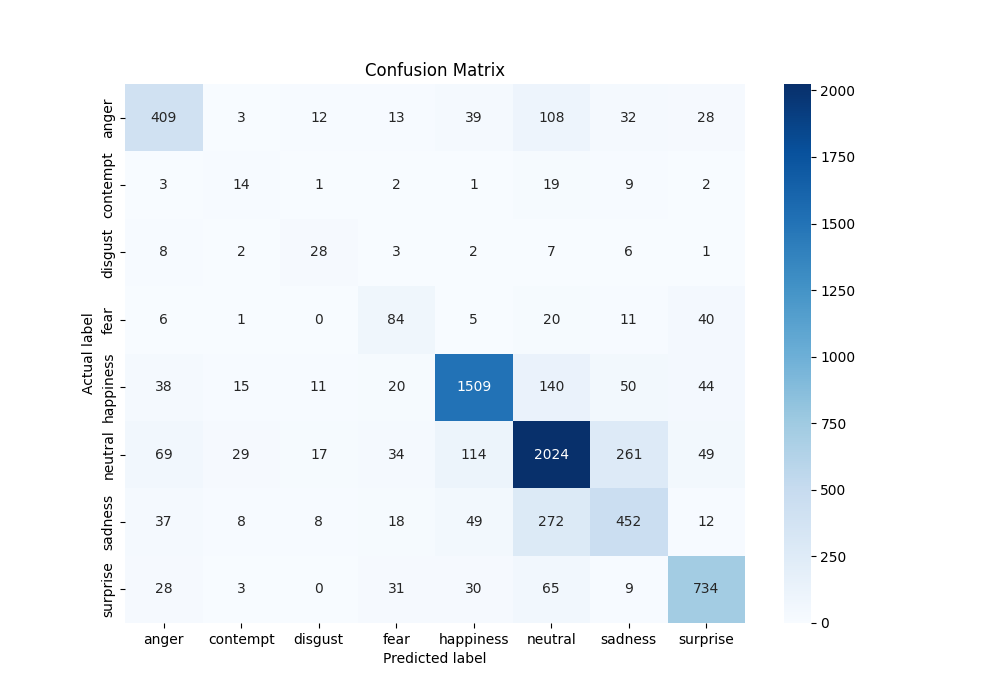 Confusion Matrix
Actual label
anger 409 3 12 13 39 108 32 28
contempt 3 14 1 2 1 19 9 2
disgust 8 2 28 3 2 7 6 1
fear 6 1 0 84 5 20 11 40
happiness 38 15 11 20 1509 140 50 44
neutral 69 29 17 34 114 2024 261 49
sadness 37 8 8 18 49 272 452 12
surprise 28 3 0 31 30 65 9 734
anger contempt disgust fear happiness neutral sadness surprise
Predicted label
2000
1750
1500
1250
1000
750
500
250
0